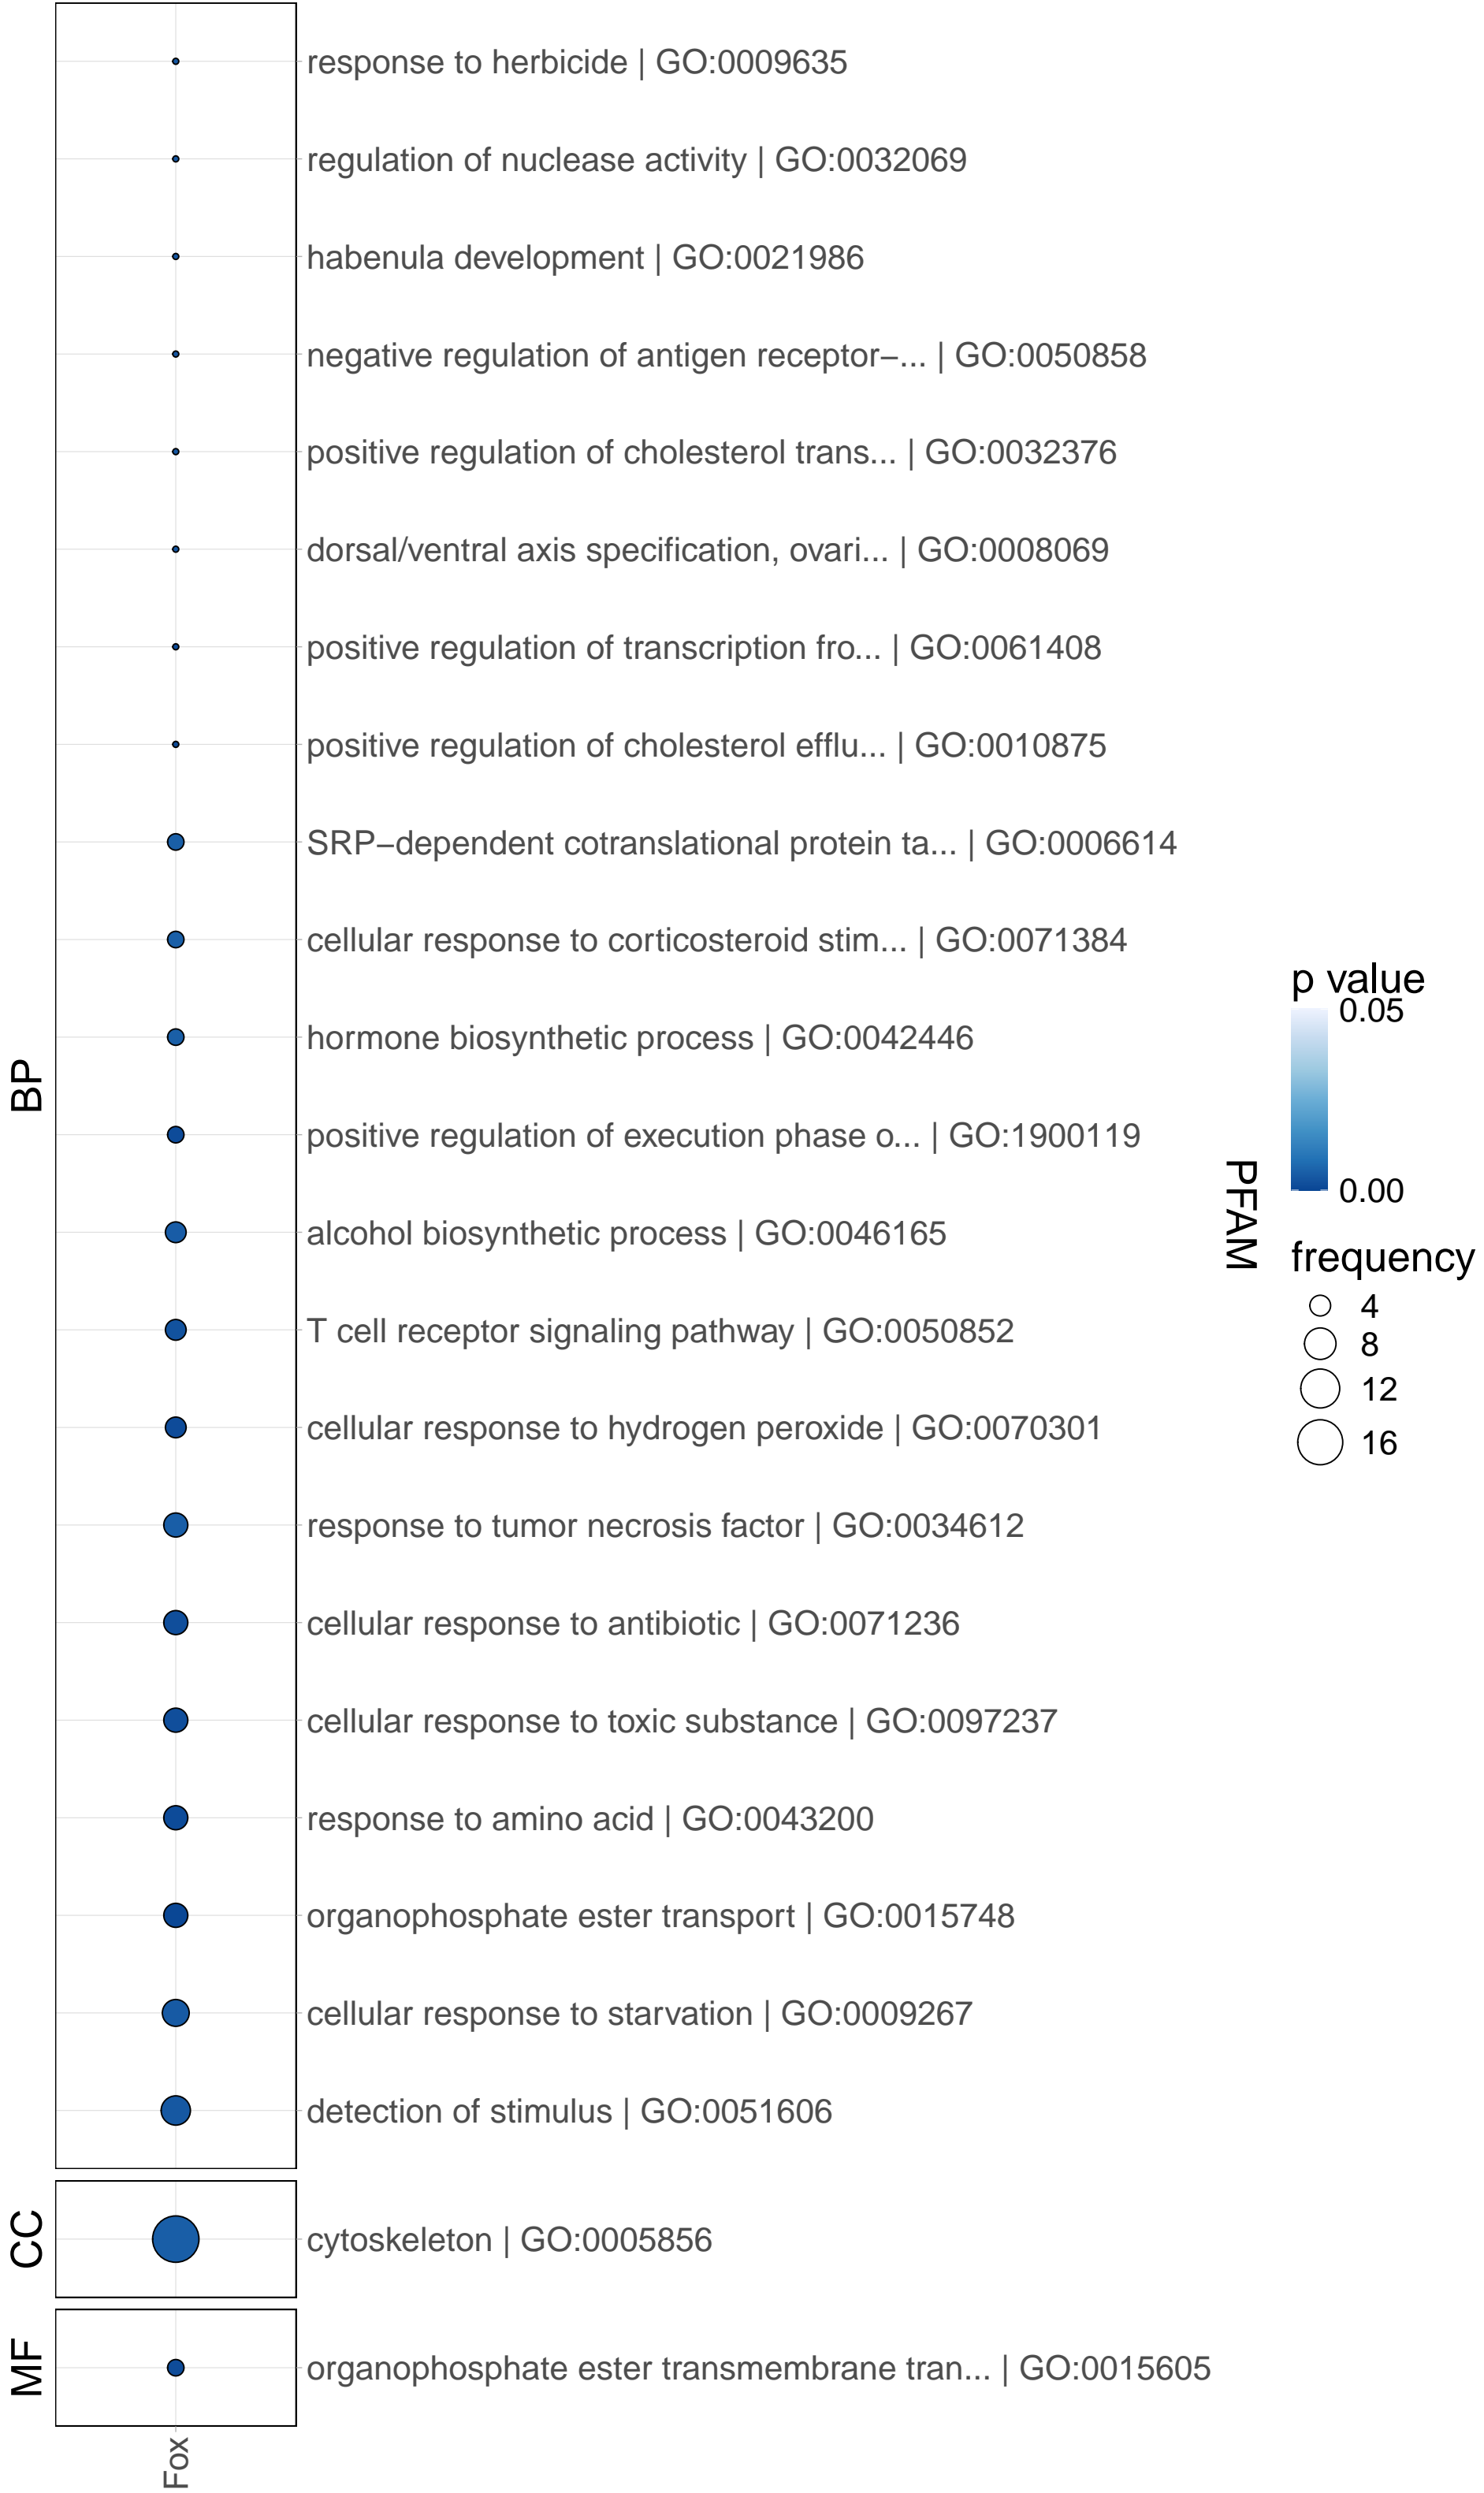 response to herbicide | GO:0009635
regulation of nuclease activity | GO:0032069
habenula development | GO:0021986
negative regulation of antigen receptor−... | GO:0050858
positive regulation of cholesterol trans... | GO:0032376
dorsal/ventral axis specification, ovari... | GO:0008069
positive regulation of transcription fro... | GO:0061408
positive regulation of cholesterol efflu... | GO:0010875
SRP−dependent cotranslational protein ta... | GO:0006614
cellular response to corticosteroid stim... | GO:0071384
hormone biosynthetic process | GO:0042446
positive regulation of execution phase o... | GO:1900119
alcohol biosynthetic process | GO:0046165
T cell receptor signaling pathway | GO:0050852
cellular response to hydrogen peroxide | GO:0070301
response to tumor necrosis factor | GO:0034612
cellular response to antibiotic | GO:0071236
cellular response to toxic substance | GO:0097237
response to amino acid | GO:0043200
organophosphate ester transport | GO:0015748
cellular response to starvation | GO:0009267
detection of stimulus | GO:0051606
cytoskeleton | GO:0005856
organophosphate ester transmembrane tran... | GO:0015605
BP
CC
MF
Fox
PFAM
p value
0.05
0.00
frequency
4
8
12
16